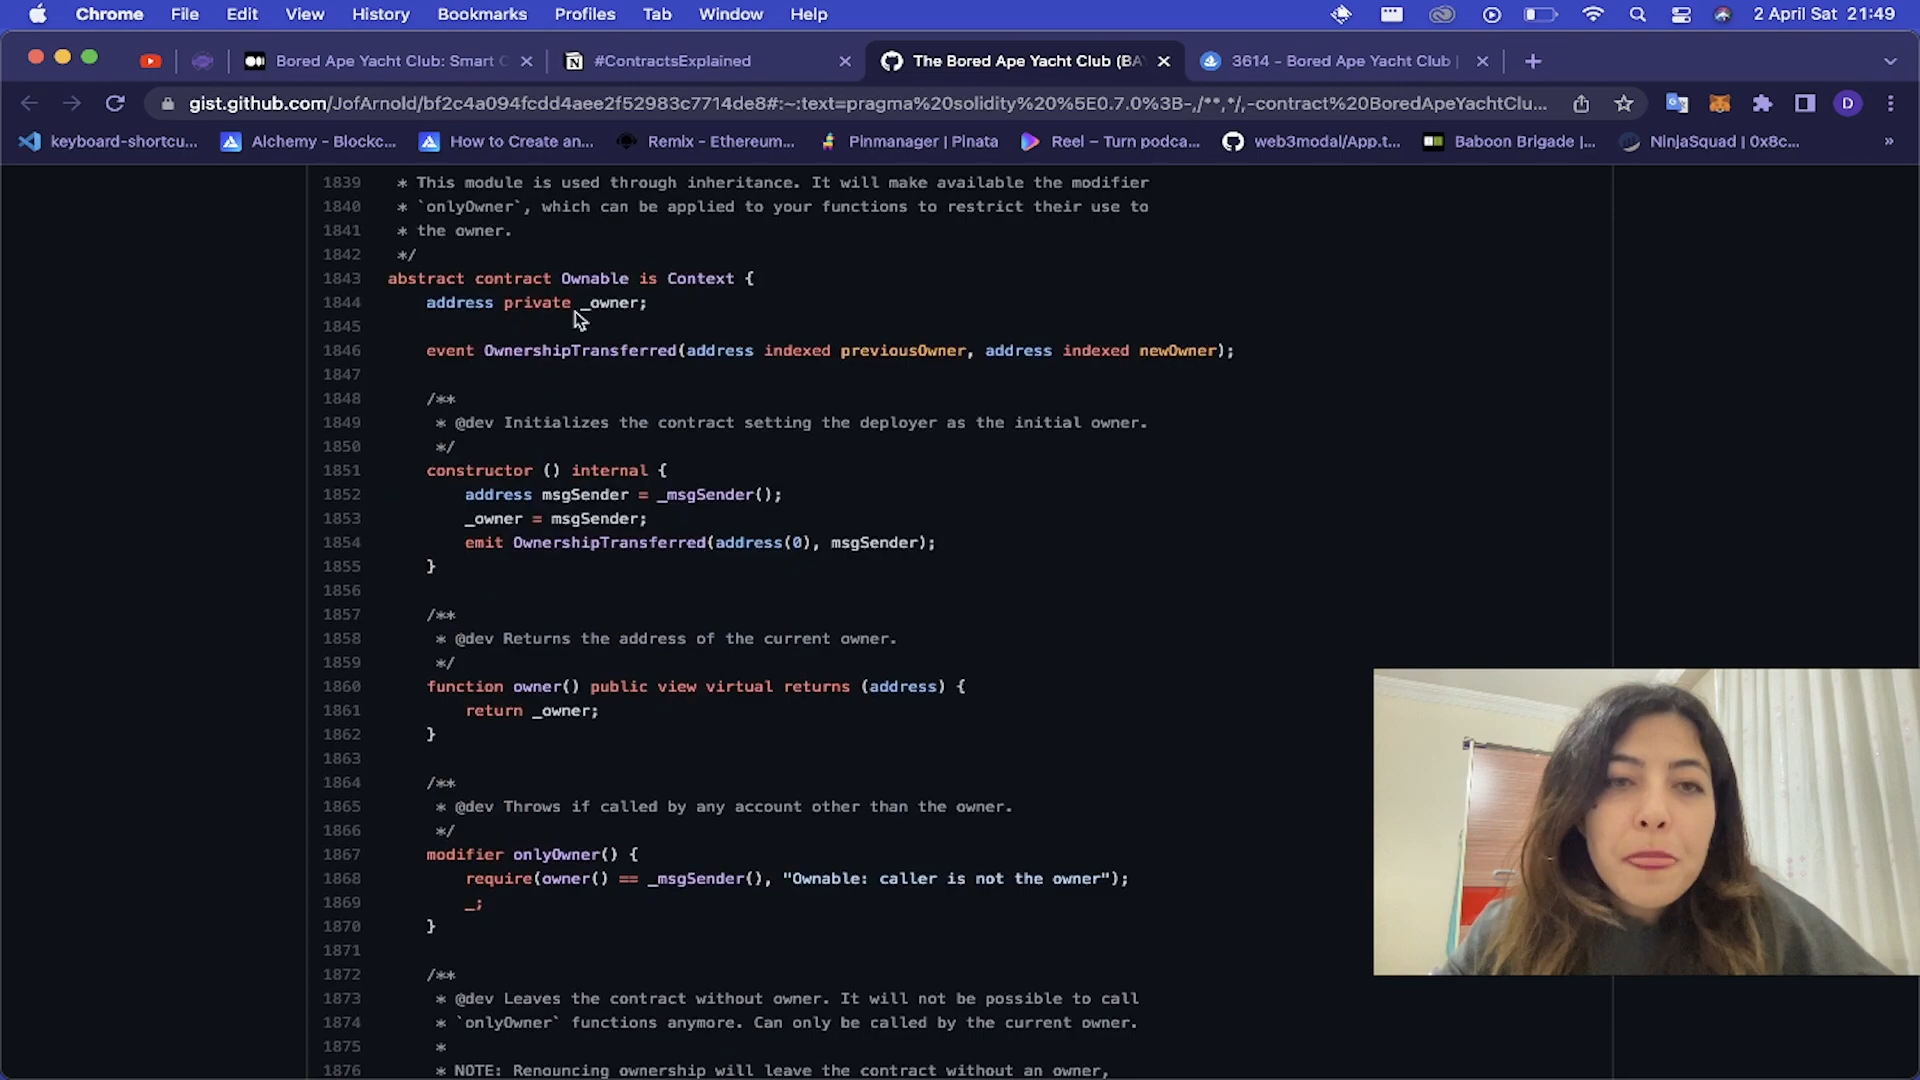 Chrome File Edit View History Bookmarks Profiles Tab Window Help 2 April Sat 21:49
Bored Ape Yacht Club: Smart C #ContractsExplained The Bored Ape Yacht Club (BA 3614 - Bored Ape Yacht Club |
gist.github.com/JofArnold/bf2c4a094fcdd4aee2f52983c7714de8#:~:text=pragma%20solidity%20%5E0.7.0%3B-,/**,*/,-contract%20BoredApeYachtClu... D
keyboard-shortcu... Alchemy - Blockc... How to Create an... Remix - Ethereum... Pinmanager | Pinata Reel – Turn podca... web3modal/App.t... Baboon Brigade |... NinjaSquad | 0x8c... »
1839 * This module is used through inheritance. It will make available the modifier
1840 * `onlyOwner`, which can be applied to your functions to restrict their use to
1841 * the owner.
1842 */
1843 abstract contract Ownable is Context {
1844 address private _owner;
1845
1846 event OwnershipTransferred(address indexed previousOwner, address indexed newOwner);
1847
1848 /**
1849 * @dev Initializes the contract setting the deployer as the initial owner.
1850 */
1851 constructor () internal {
1852 address msgSender = _msgSender();
1853 _owner = msgSender;
1854 emit OwnershipTransferred(address(0), msgSender);
1855 }
1856
1857 /**
1858 * @dev Returns the address of the current owner.
1859 */
1860 function owner() public view virtual returns (address) {
1861 return _owner;
1862 }
1863
1864 /**
1865 * @dev Throws if called by any account other than the owner.
1866 */
1867 modifier onlyOwner() {
1868 require(owner() == _msgSender(), "Ownable: caller is not the owner");
1869 _;
1870 }
1871
1872 /**
1873 * @dev Leaves the contract without owner. It will not be possible to call
1874 * `onlyOwner` functions anymore. Can only be called by the current owner.
1875 *
1876 * NOTE: Renouncing ownership will leave the contract without an owner,